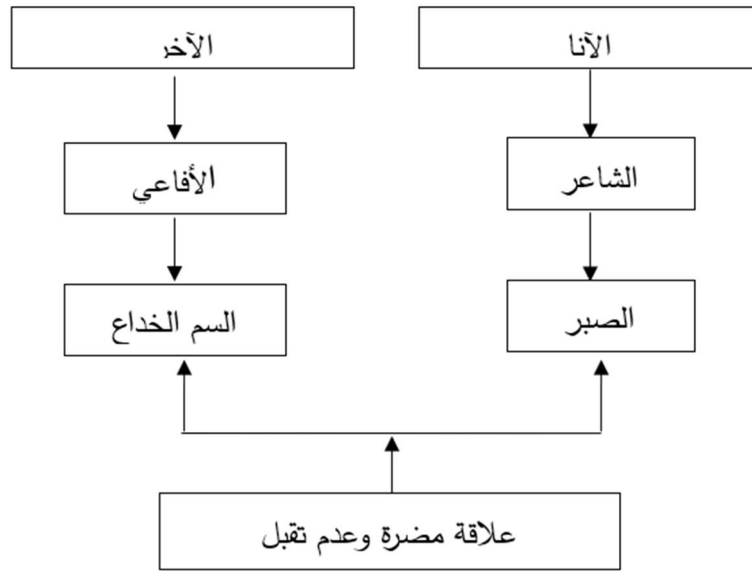 الآنا
الآخر
الشاعر
الأفاعي
الصبر
السم الخداع
علاقة مضرة وعدم تقبل